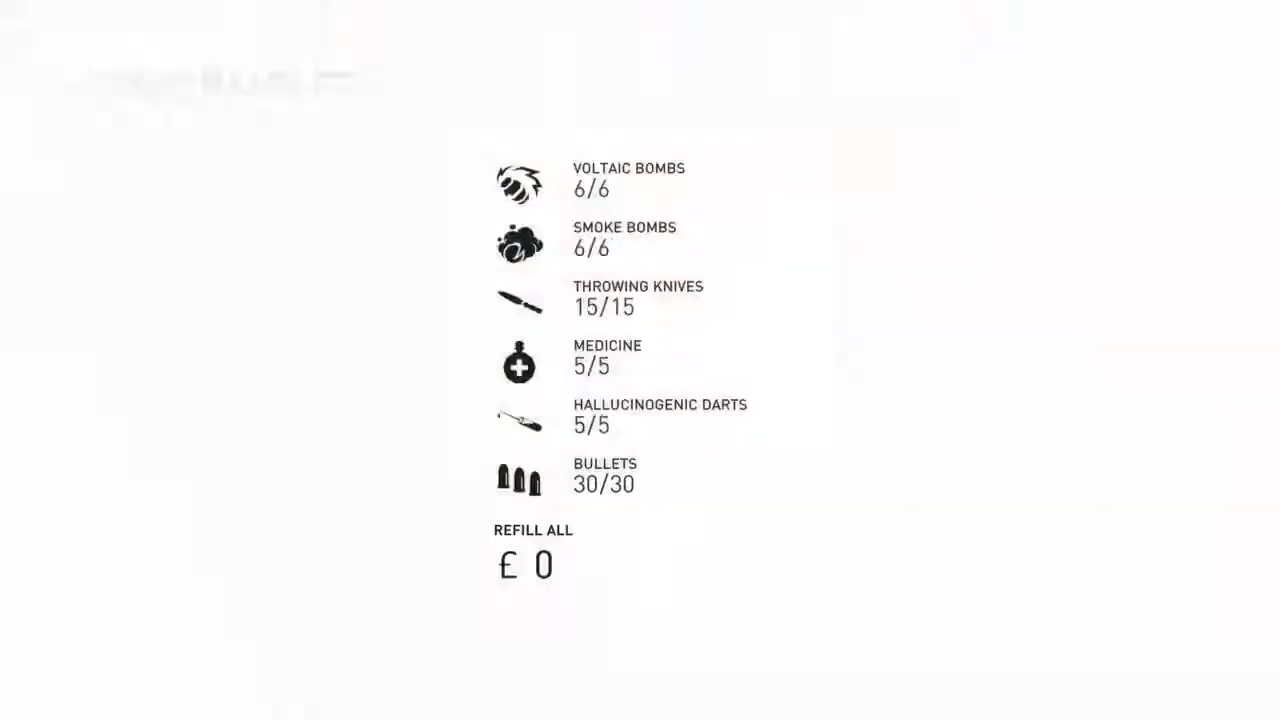 VOLTAIC BOMBS
6/6
SMOKE BOMBS
6/6
THROWING KNIVES
15/15
MEDICINE
5/5
HALLUCINOGENIC DARTS
5/5
BULLETS
30/30
REFILL ALL
£ 0